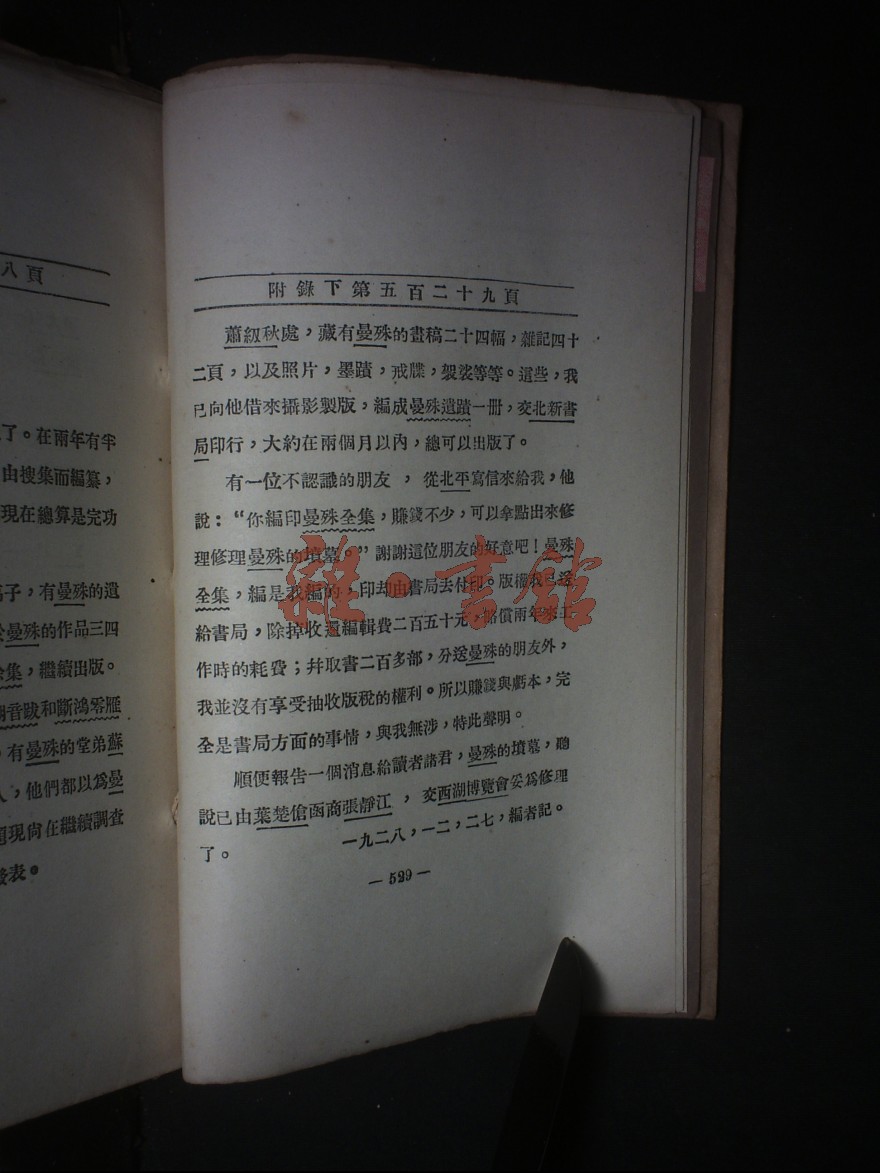 八頁
了。在兩年有半
由搜集而編纂，
現在總算是完功
子，有曼殊的遺
曼殊的作品三四
集，繼續出版。
音跋和斷鴻零雁
有曼殊的堂弟蘇
，他們都以爲曼
現尙在繼續調查
發表。
附錄下第五百二十九頁
蕭紉秋處，藏有曼殊的畫稿二十四幅，雜記四十
二頁，以及照片，墨蹟，戒牒，袈裟等等。這些，我
已向他借來攝影製版，編成曼殊遺蹟一册，交北新書
局印行，大約在兩個月以內，總可以出版了。
有一位不認識的朋友，從北平寫信來給我，他
說：“你編印曼殊全集，賺錢不少，可以拿點出來修
理修理曼殊的墳墓。”謝謝這位朋友的好意吧！曼殊
全集，編是我編的，印却由書局去付印。版權我已送
給書局，除掉收還編輯費二百五十元，賠償兩年來工
作時的耗費；幷取書二百多部，分送曼殊的朋友外，
我並沒有享受抽收版稅的權利。所以賺錢與虧本，完
全是書局方面的事情，與我無涉，特此聲明。
順便報告一個消息給讀者諸君，曼殊的墳墓，聽
說已由葉楚傖函商張靜江，交西湖博覽會妥爲修理
了。 一九二八，一二，二七，編者記。
— 529 —
雜·書館